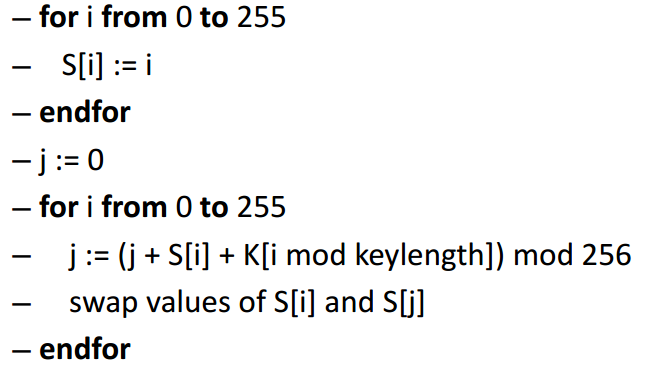 – for i from 0 to 255
– S[i] := i
– endfor
– j := 0
– for i from 0 to 255
– j := (j + S[i] + K[i mod keylength]) mod 256
– swap values of S[i] and S[j]
– endfor